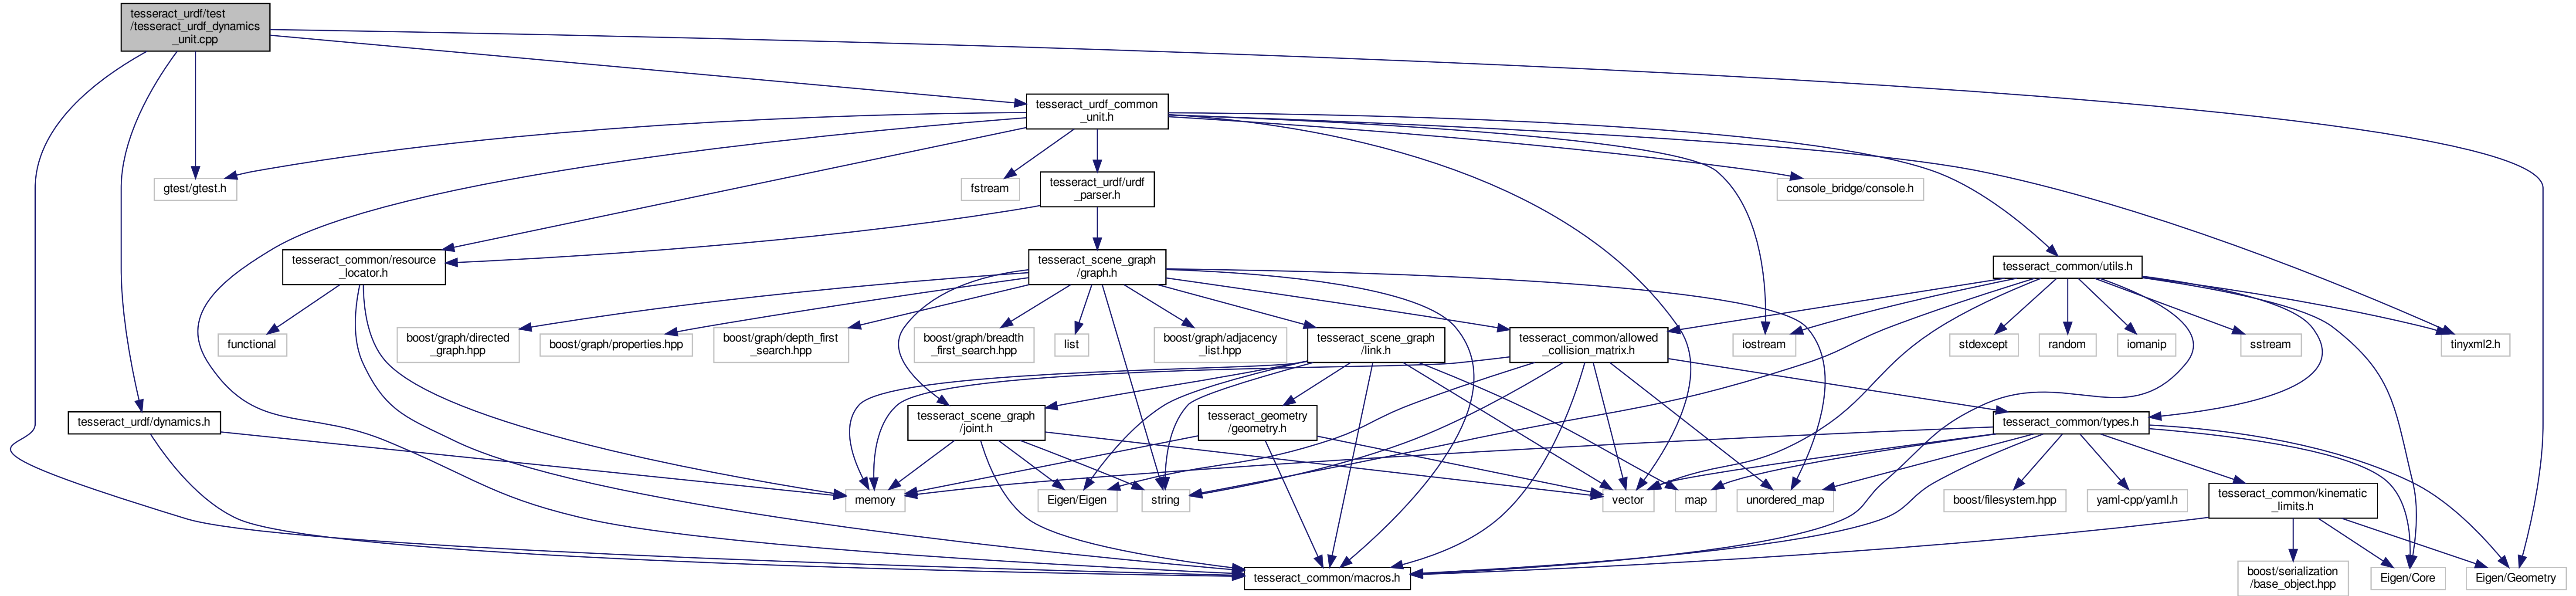 tesseract_urdf/test
/tesseract_urdf_dynamics
_unit.cpp
tesseract_urdf_common
_unit.h
gtest/gtest.h
fstream
tesseract_urdf/urdf
_parser.h
console_bridge/console.h
tesseract_common/resource
_locator.h
tesseract_scene_graph
/graph.h
tesseract_common/utils.h
functional
boost/graph/directed
_graph.hpp
boost/graph/properties.hpp
boost/graph/depth_first
_search.hpp
boost/graph/breadth
_first_search.hpp
list
boost/graph/adjacency
_list.hpp
tesseract_scene_graph
/link.h
tesseract_common/allowed
_collision_matrix.h
iostream
stdexcept
random
iomanip
sstream
tinyxml2.h
tesseract_urdf/dynamics.h
tesseract_scene_graph
/joint.h
tesseract_geometry
/geometry.h
tesseract_common/types.h
memory
Eigen/Eigen
string
vector
map
unordered_map
boost/filesystem.hpp
yaml-cpp/yaml.h
tesseract_common/kinematic
_limits.h
tesseract_common/macros.h
boost/serialization
/base_object.hpp
Eigen/Core
Eigen/Geometry